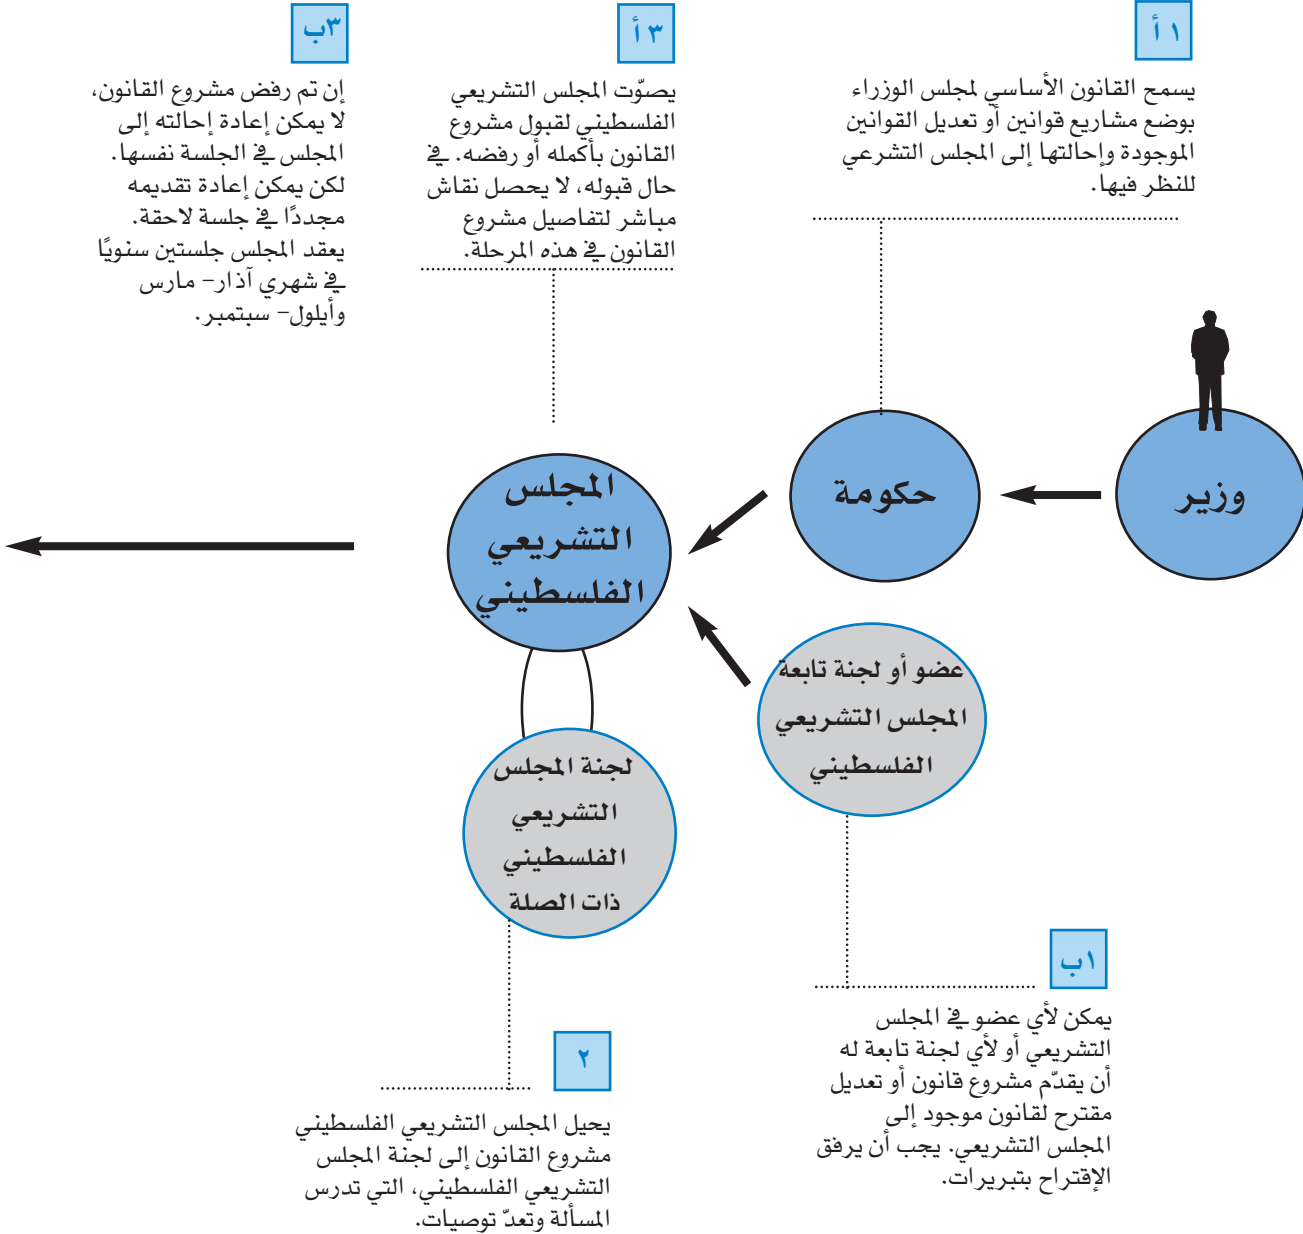 ١ أ
يسمح القانون الأساسي لمجلس الوزراء
بوضع مشاريع قوانين أو تعديل القوانين
الموجودة وإحالتها إلى المجلس التشرعي
للنظر فيها.
٣ أ
يصوّت المجلس التشريعي
الفلسطيني لقبول مشروع
القانون بأكمله أو رفضه. في
حال قبوله، لا يحصل نقاش
مباشر لتفاصيل مشروع
القانون في هذه المرحلة.
٣ب
إن تم رفض مشروع القانون،
لا يمكن إعادة إحالته إلى
المجلس في الجلسة نفسها.
لكن يمكن إعادة تقديمه
مجددًا في جلسة لاحقة.
يعقد المجلس جلستين سنويًا
في شهري آذار– مارس
وأيلول– سبتمبر.
وزير
حكومة
المجلس
التشريعي
الفلسطيني
عضو أو لجنة تابعة
المجلس التشريعي
الفلسطيني
لجنة المجلس
التشريعي
الفلسطيني
ذات الصلة
١ب
يمكن لأي عضو في المجلس
التشريعي أو لأي لجنة تابعة له
أن يقدّم مشروع قانون أو تعديل
مقترح لقانون موجود إلى
المجلس التشريعي. يجب أن يرفق
الإقتراح بتبريرات.
٢
يحيل المجلس التشريعي الفلسطيني
مشروع القانون إلى لجنة المجلس
التشريعي الفلسطيني، التي تدرس
المسألة وتعدّ توصيات.